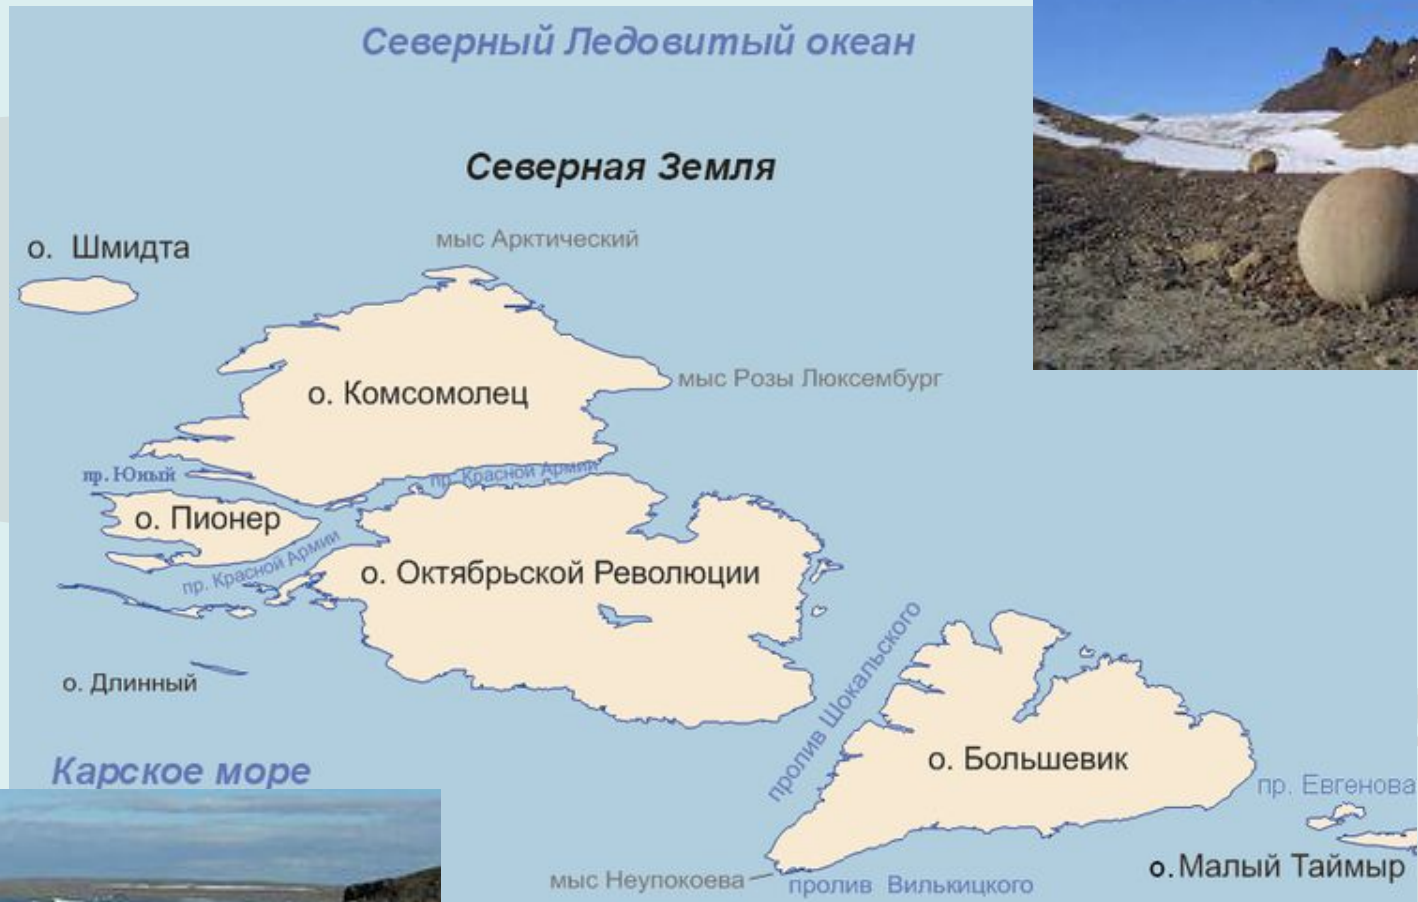 Северный Ледовитый океан
Северная Земля
о. Шмидта
мыс Арктический
мыс Розы Люксембург
о. Комсомолец
пр. Юный
пр. Красной Армии
о. Пионер
пр. Красной Армии
о. Октябрьской Революции
о. Длинный
пролив Шокальского
Карское море
о. Большевик
пр. Евгенова
о. Малый Таймыр
мыс Неупокоева
пролив Вилькицкого